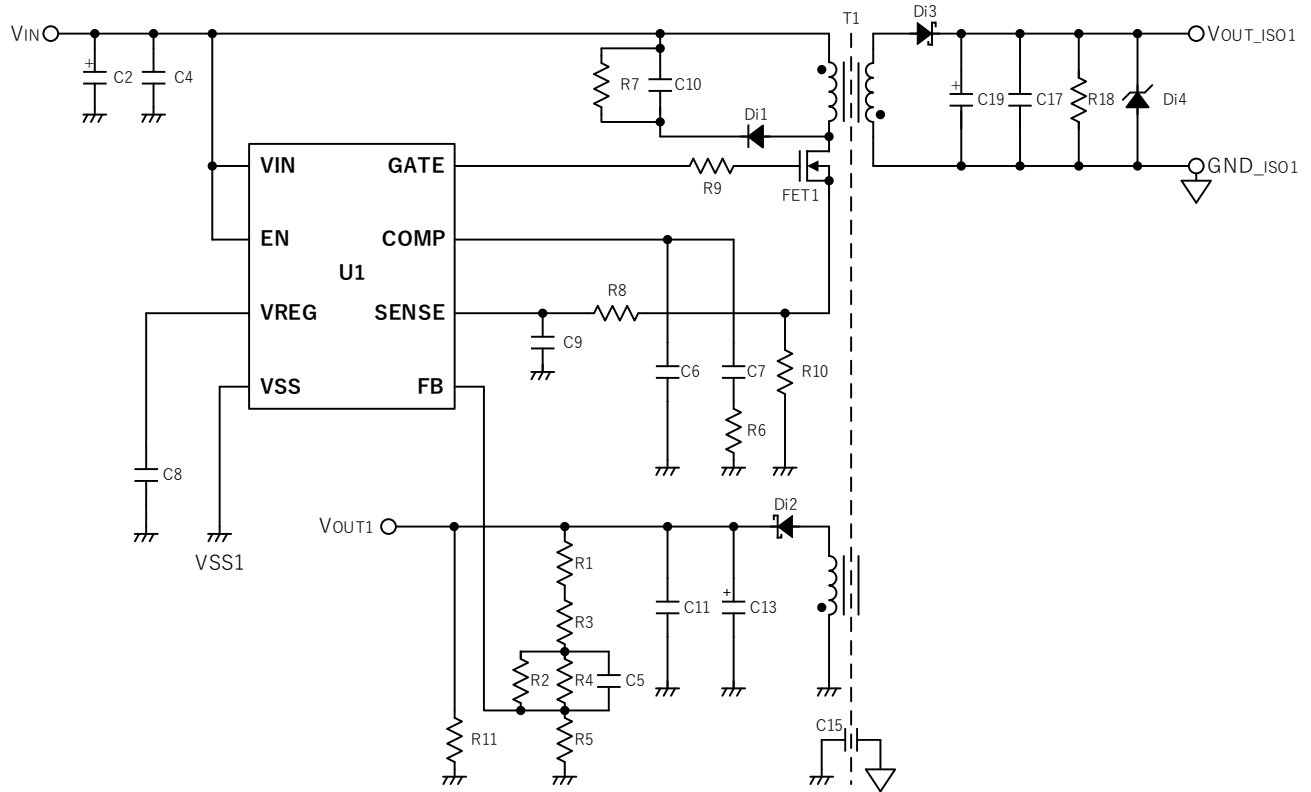 VIN
C2
C4
R7
C10
Di1
T1
Di3
VOUT_ISO1
C19
C17
R18
Di4
GND_ISO1
VIN
GATE
R9
FET1
EN
COMP
U1
VREG
SENSE
R8
C9
C6
C7
R10
VSS
FB
R6
C8
VSS1
VOUT1
Di2
R1
C11
+
C13
R3
R2
R4
C5
R11
R5
C15
+
+